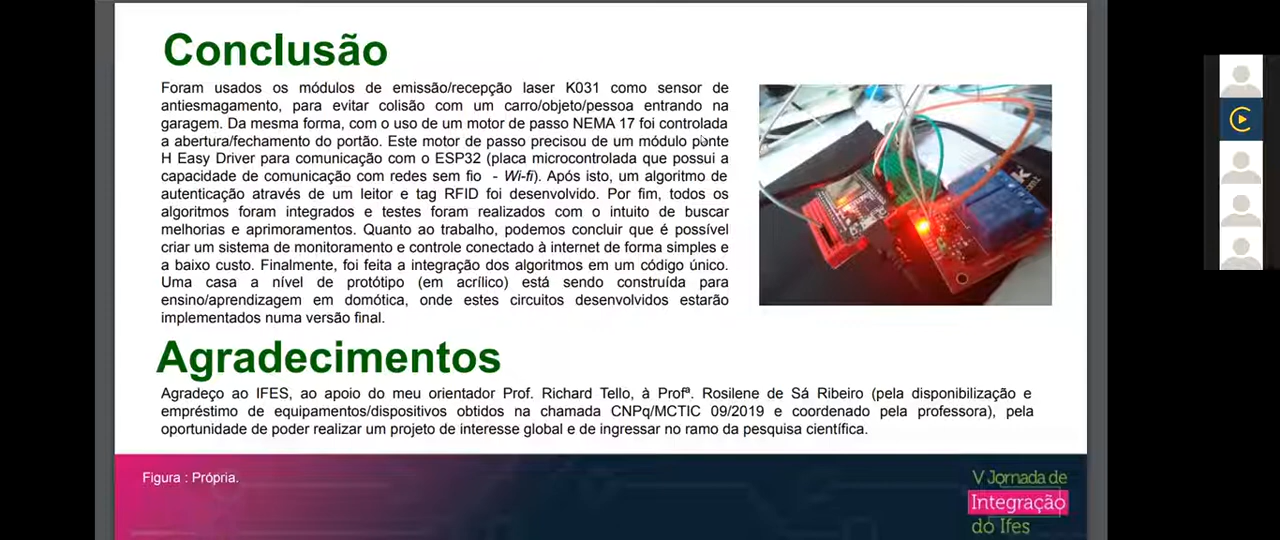 Conclusão
Foram usados os módulos de emissão/recepção laser K031 como sensor de
antiesmagamento, para evitar colisão com um carro/objeto/pessoa entrando na
garagem. Da mesma forma, com o uso de um motor de passo NEMA 17 foi controlada
a abertura/fechamento do portão. Este motor de passo precisou de um módulo ponte
H Easy Driver para comunicação com o ESP32 (placa microcontrolada que possui a
capacidade de comunicação com redes sem fio - Wi-fi). Após isto, um algoritmo de
autenticação através de um leitor e tag RFID foi desenvolvido. Por fim, todos os
algoritmos foram integrados e testes foram realizados com o intuito de buscar
melhorias e aprimoramentos. Quanto ao trabalho, podemos concluir que é possível
criar um sistema de monitoramento e controle conectado à internet de forma simples e
a baixo custo. Finalmente, foi feita a integração dos algoritmos em um código único.
Uma casa a nível de protótipo (em acrílico) está sendo construída para
ensino/aprendizagem em domótica, onde estes circuitos desenvolvidos estarão
implementados numa versão final.
Agradecimentos
Agradeço ao IFES, ao apoio do meu orientador Prof. Richard Tello, à Profª. Rosilene de Sá Ribeiro (pela disponibilização e
empréstimo de equipamentos/dispositivos obtidos na chamada CNPq/MCTIC 09/2019 e coordenado pela professora), pela
oportunidade de poder realizar um projeto de interesse global e de ingressar no ramo da pesquisa científica.
Figura : Própria.
V Jornada de
Integração
do Ifes